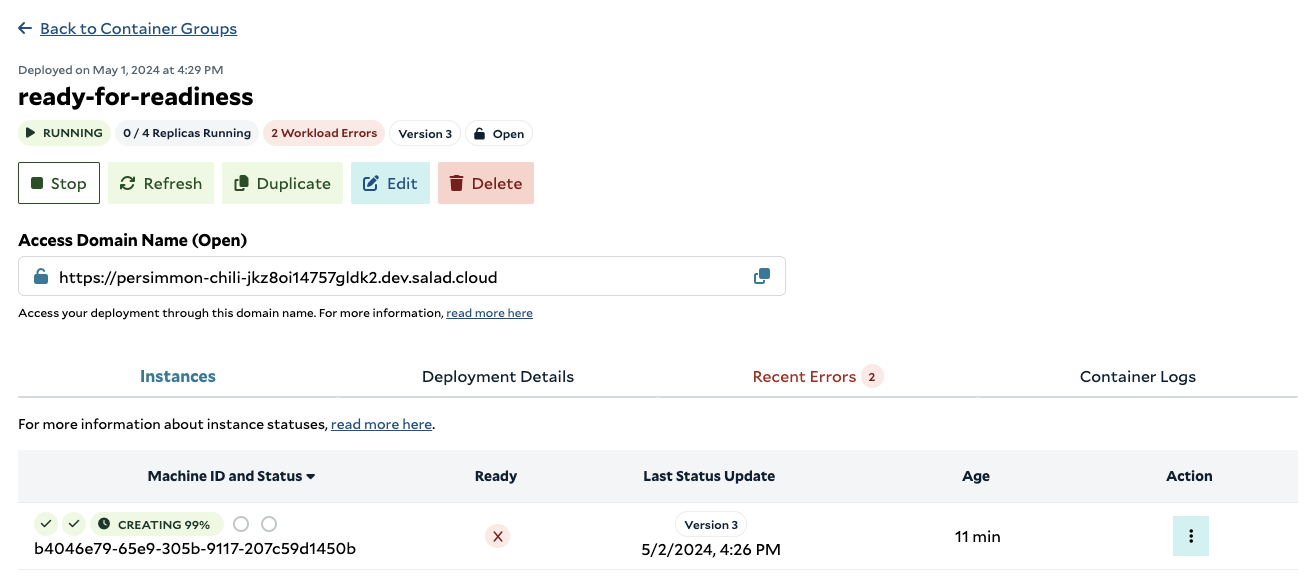 Back to Container Groups
Deployed on May 1, 2024 at 4:29 PM
ready-for-readiness
RUNNING 0 / 4 Replicas Running 2 Workload Errors Version 3 Open
Stop Refresh Duplicate Edit Delete
Access Domain Name (Open)
https://persimmon-chili-jkz8oi14757gldk2.dev.salad.cloud
Access your deployment through this domain name. For more information, read more here
Instances Deployment Details Recent Errors 2 Container Logs
For more information about instance statuses, read more here.
Machine ID and Status Ready Last Status Update Age Action
CREATING 99% Version 3
b4046e79-65e9-305b-9117-207c59d1450b 5/2/2024, 4:26 PM 11 min